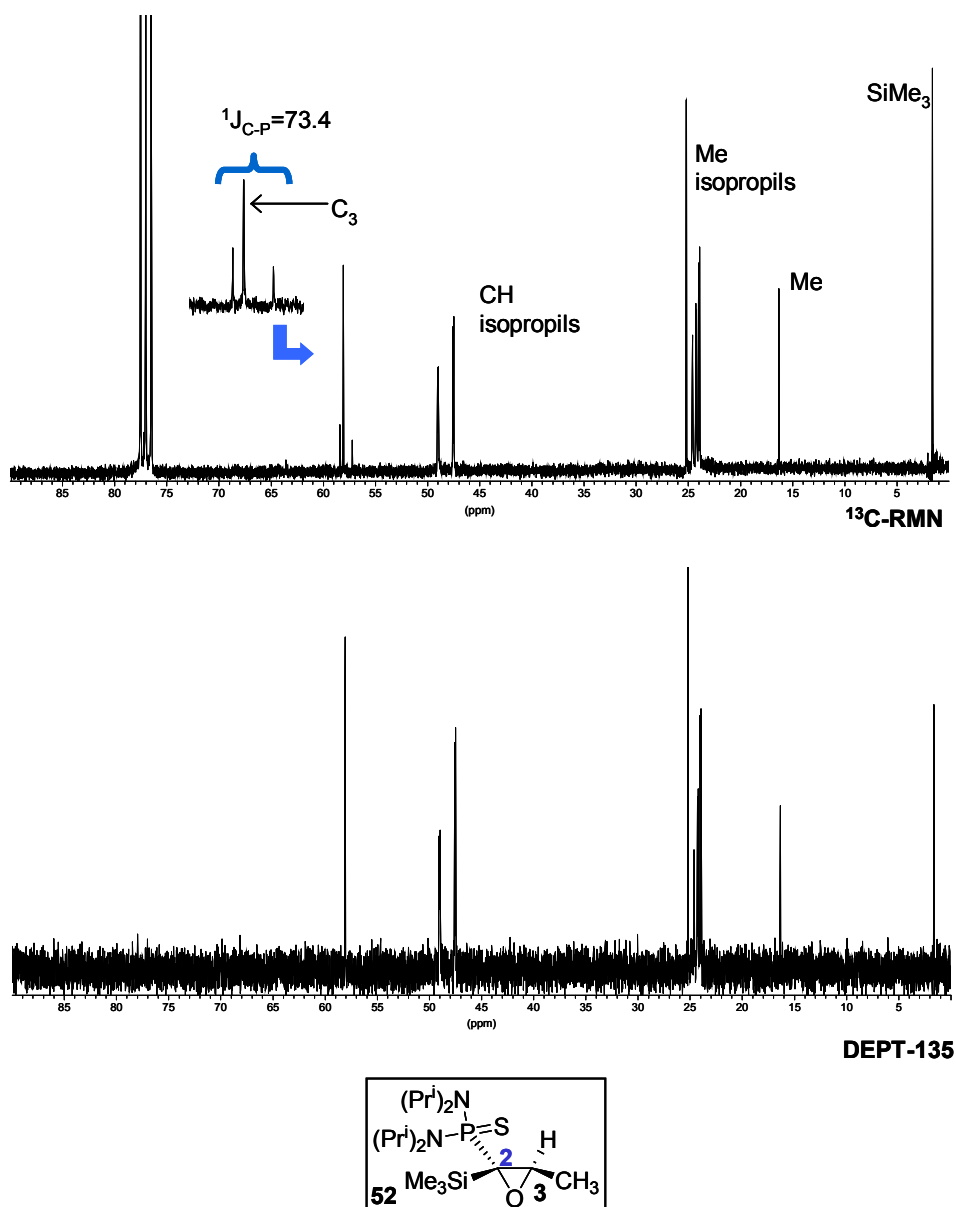 SiMe3
1JC-P=73.4
Me
isopropils
C3
Me
CH
isopropils
85 80 75 70 65 60 55 50 45 40 35 30 25 20 15 10 5
(ppm)
13C-RMN
85 80 75 70 65 60 55 50 45 40 35 30 25 20 15 10 5
(ppm)
DEPT-135
(Pri)2N
(Pri)2N P=S H
2
Me3Si CH3
52 O 3